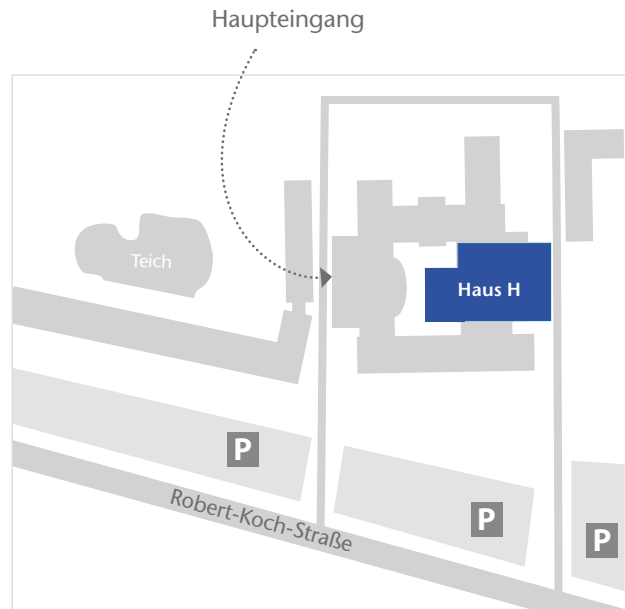 Haupteingang
Teich
Haus H
P
P
P
Robert-Koch-Straße